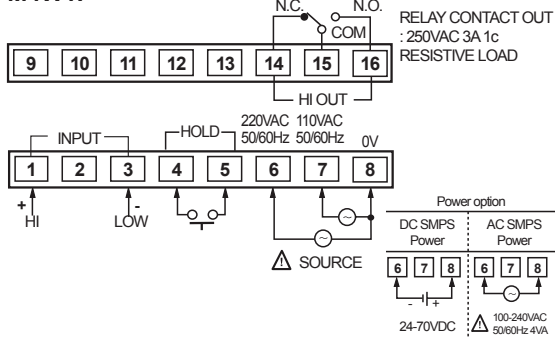 N.C. N.O.
COM
RELAY CONTACT OUT
: 250VAC 3A 1c
RESISTIVE LOAD
9 10 11 12 13 14 15 16
HI OUT
INPUT
HOLD
220VAC 110VAC
50/60Hz 50/60Hz
0V
1 2 3 4 5 6 7 8
+ -
HI LOW
SOURCE
Power option
DC SMPS
Power
AC SMPS
Power
6 7 8 6 7 8
- +
24-70VDC
100-240VAC
50/60Hz 4VA